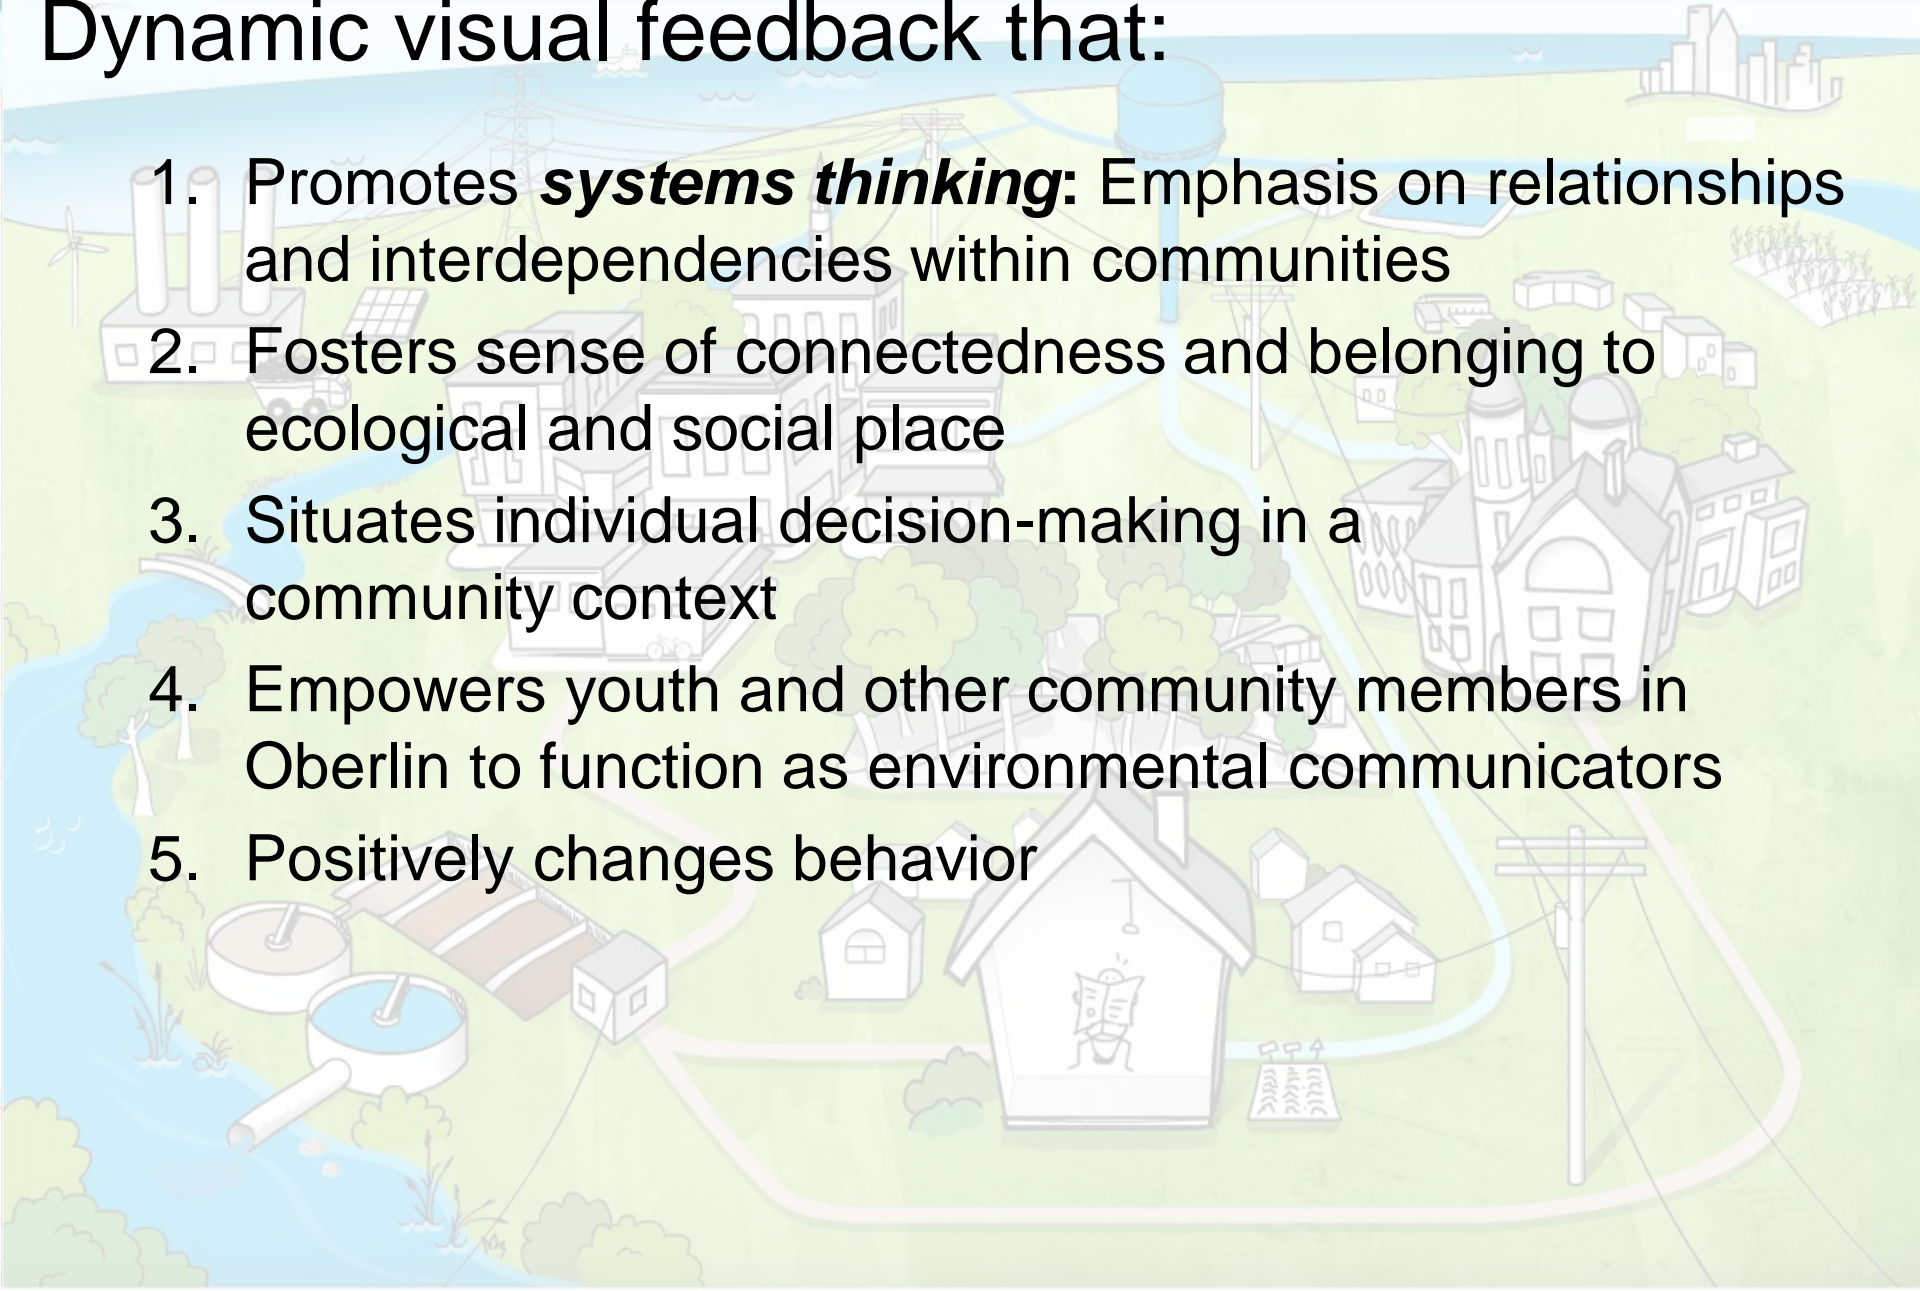 Dynamic visual feedback that:
1. Promotes systems thinking: Emphasis on relationships
and interdependencies within communities
2. Fosters sense of connectedness and belonging to
ecological and social place
3. Situates individual decision-making in a
community context
4. Empowers youth and other community members in
Oberlin to function as environmental communicators
5. Positively changes behavior